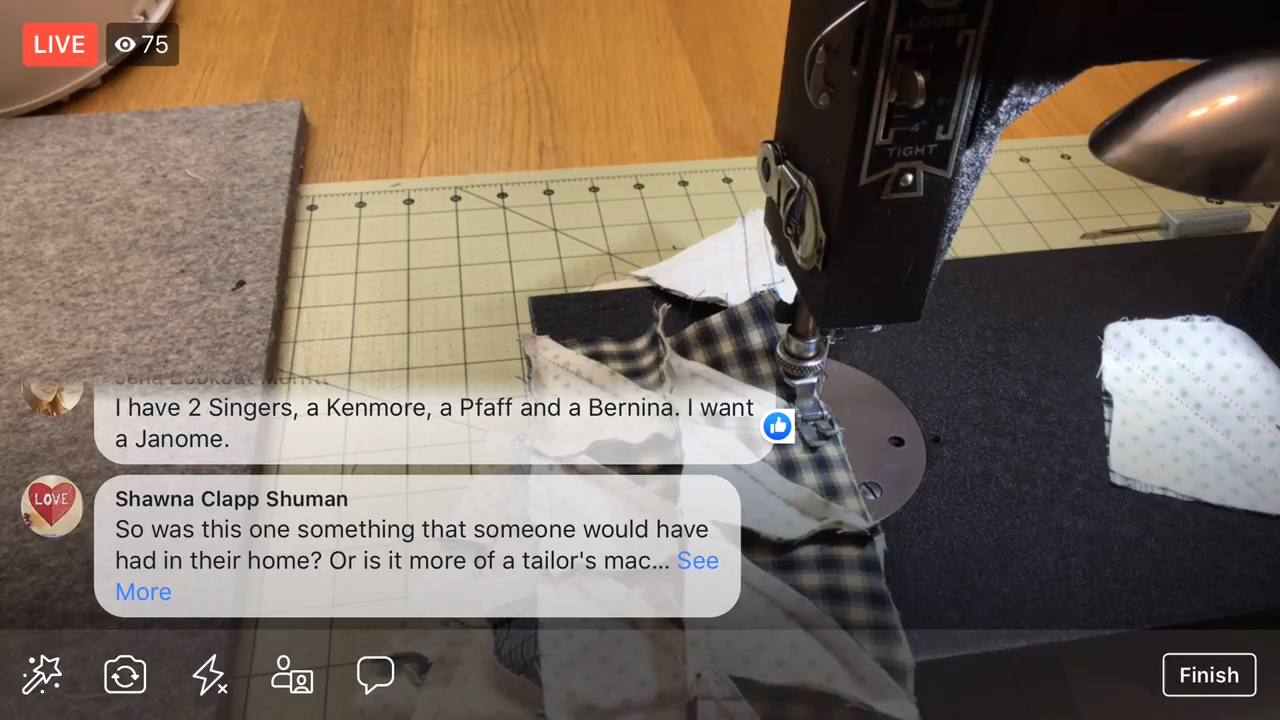 LIVE 75
LOOSE
4
TIGHT
I have 2 Singers, a Kenmore, a Pfaff and a Bernina. I want
a Janome.
LOVE
Shawna Clapp Shuman
So was this one something that someone would have
had in their home? Or is it more of a tailor's mac... See
More
Finish